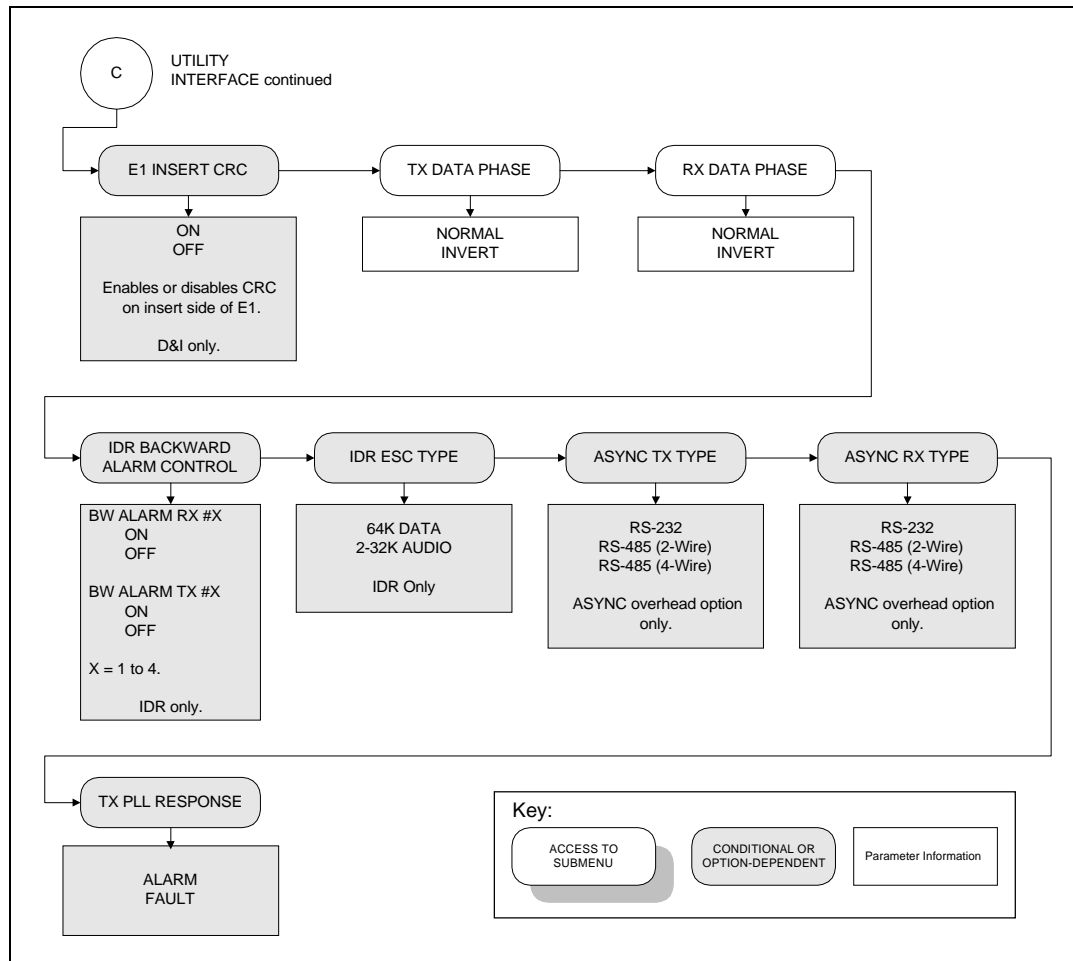 C
UTILITY
INTERFACE continued
E1 INSERT CRC
TX DATA PHASE
RX DATA PHASE
ON
OFF
Enables or disables CRC
on insert side of E1.
D&I only.
NORMAL
INVERT
NORMAL
INVERT
IDR BACKWARD
ALARM CONTROL
IDR ESC TYPE
ASYNC TX TYPE
ASYNC RX TYPE
BW ALARM RX #X
ON
OFF
BW ALARM TX #X
ON
OFF
X = 1 to 4.
IDR only.
64K DATA
2-32K AUDIO
IDR Only
RS-232
RS-485 (2-Wire)
RS-485 (4-Wire)
ASYNC overhead option
only.
RS-232
RS-485 (2-Wire)
RS-485 (4-Wire)
ASYNC overhead option
only.
TX PLL RESPONSE
ALARM
FAULT
Key:
ACCESS TO
SUBMENU
CONDITIONAL OR
OPTION-DEPENDENT
Parameter Information